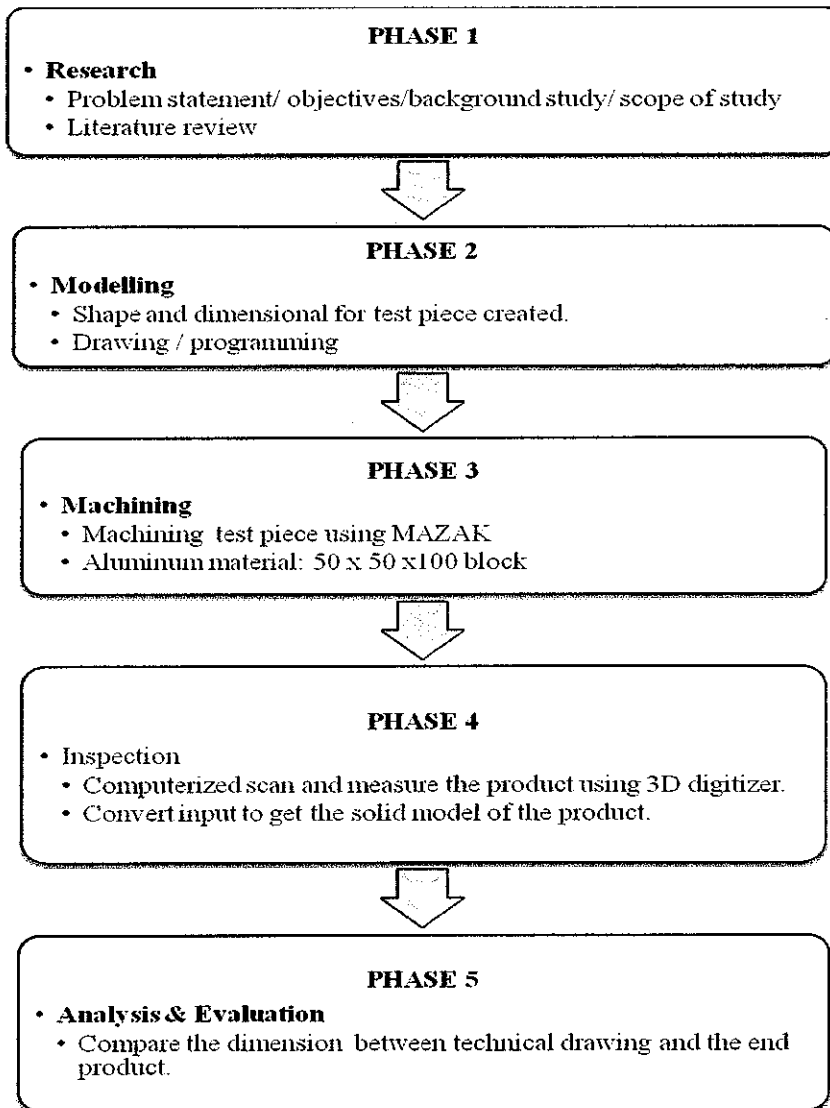 PHASE 1
• Research
• Problem statement/ objectives/background study/ scope of study
• Literature review
PHASE 2
• Modelling
• Shape and dimensional for test piece created.
• Drawing / programming
PHASE 3
• Machining
• Machining test piece using MAZAK
• Aluminum material: 50 x 50 x100 block
PHASE 4
• Inspection
• Computerized scan and measure the product using 3D digitizer.
• Convert input to get the solid model of the product.
PHASE 5
• Analysis & Evaluation
• Compare the dimension between technical drawing and the end
product.